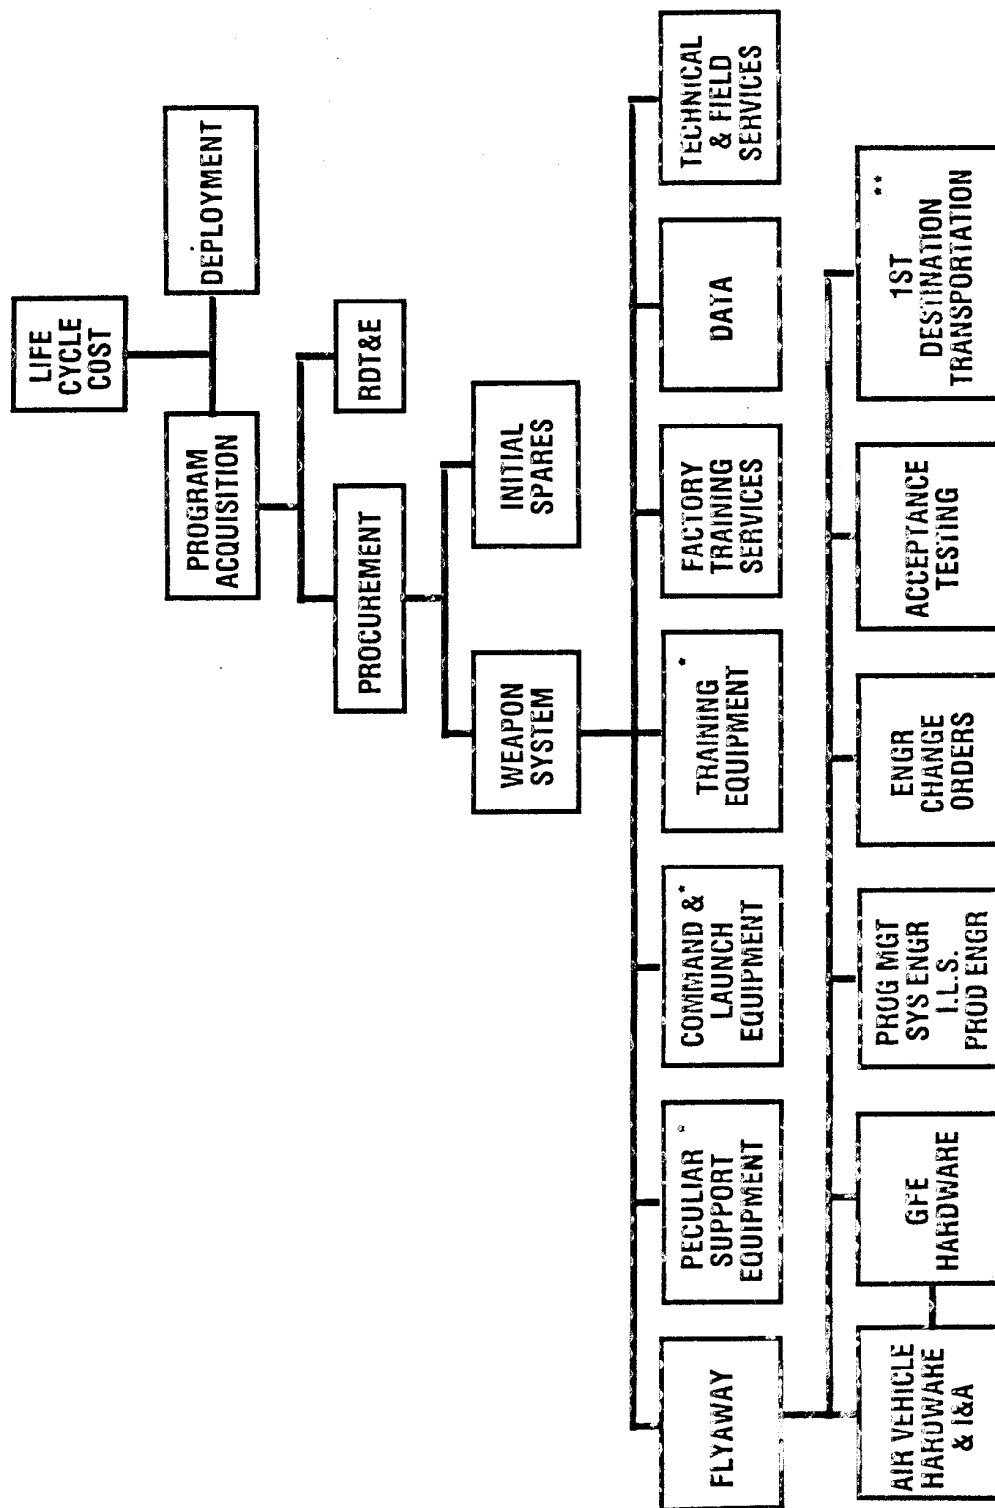 LIFE
CYCLE
COST
PROGRAM
ACQUISITION
DEPLOYMENT
PROCUREMENT
RDT&E
WEAPON
SYSTEM
INITIAL
SPARES
FLYAWAY
PECULIAR *
SUPPORT
EQUIPMENT
COMMAND & *
LAUNCH
EQUIPMENT
TRAINING *
EQUIPMENT
FACTORY
TRAINING
SERVICES
DATA
TECHNICAL
& FIELD
SERVICES
AIR VEHICLE
HARDWARE
& I&A
GFE
HARDWARE
PROG MGT
SYS ENGR
I.L.S.
PROD ENGR
ENGR
CHANGE
ORDERS
ACCEPTANCE
TESTING
1ST **
DESTINATION
TRANSPORTATION